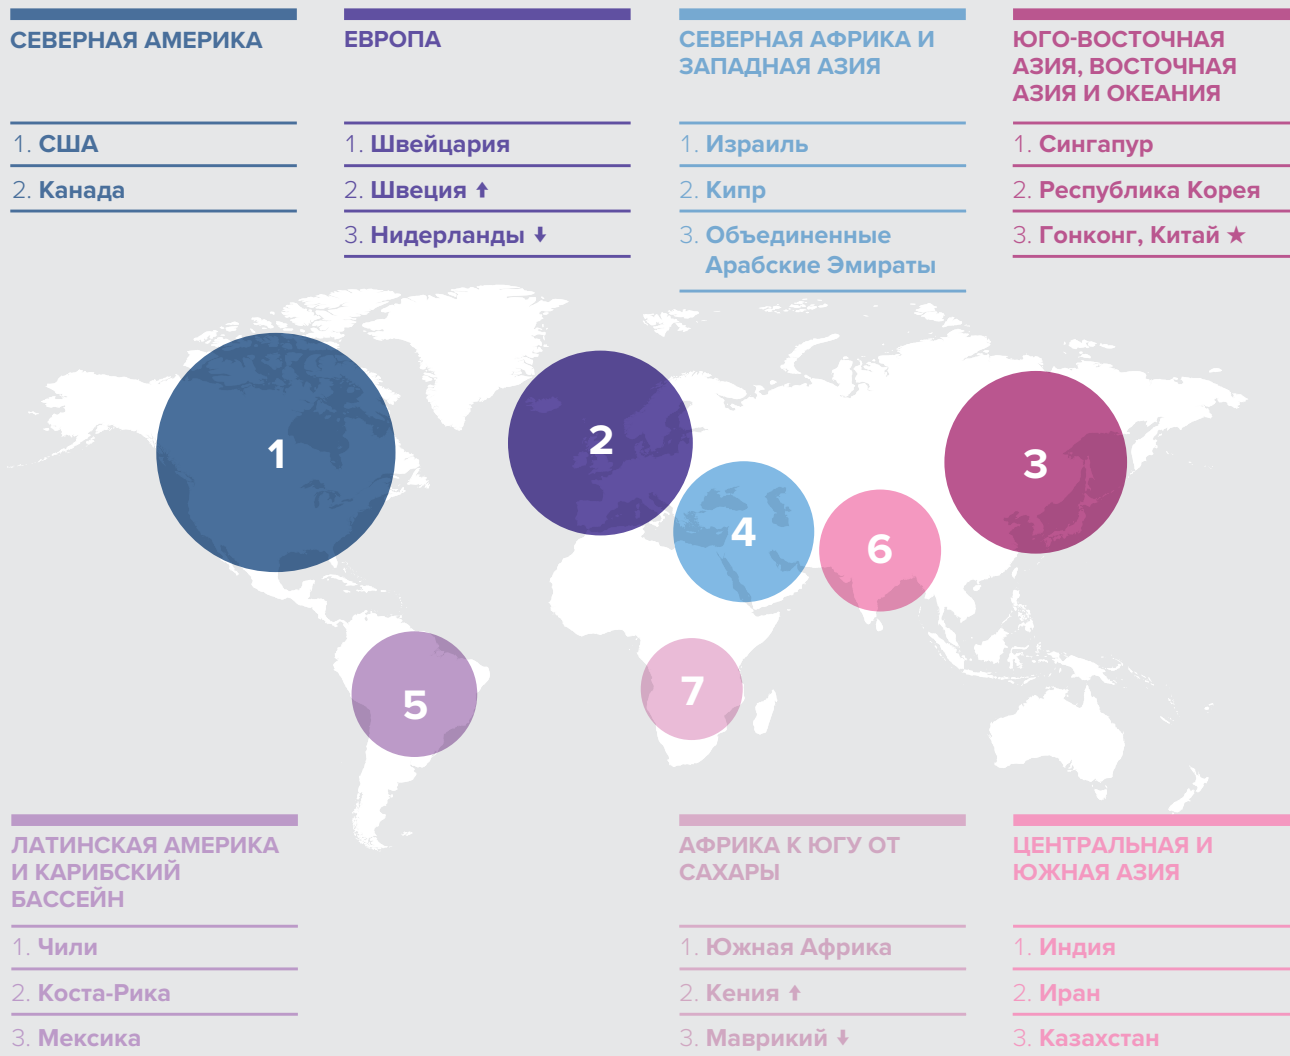 СЕВЕРНАЯ АМЕРИКА
1. США
2. Канада
ЕВРОПА
1. Швейцария
2. Швеция ↑
3. Нидерланды ↓
СЕВЕРНАЯ АФРИКА И
ЗАПАДНАЯ АЗИЯ
1. Израиль
2. Кипр
3. Объединенные
Арабские Эмираты
ЮГО-ВОСТОЧНАЯ
АЗИЯ, ВОСТОЧНАЯ
АЗИЯ И ОКЕАНИЯ
1. Сингапур
2. Республика Корея
3. Гонконг, Китай ★
1
2
3
4
6
5
7
ЛАТИНСКАЯ АМЕРИКА
И КАРИБСКИЙ
БАССЕЙН
1. Чили
2. Коста-Рика
3. Мексика
АФРИКА К ЮГУ ОТ
САХАРЫ
1. Южная Африка
2. Кения ↑
3. Маврикий ↓
ЦЕНТРАЛЬНАЯ И
ЮЖНАЯ АЗИЯ
1. Индия
2. Иран
3. Казахстан